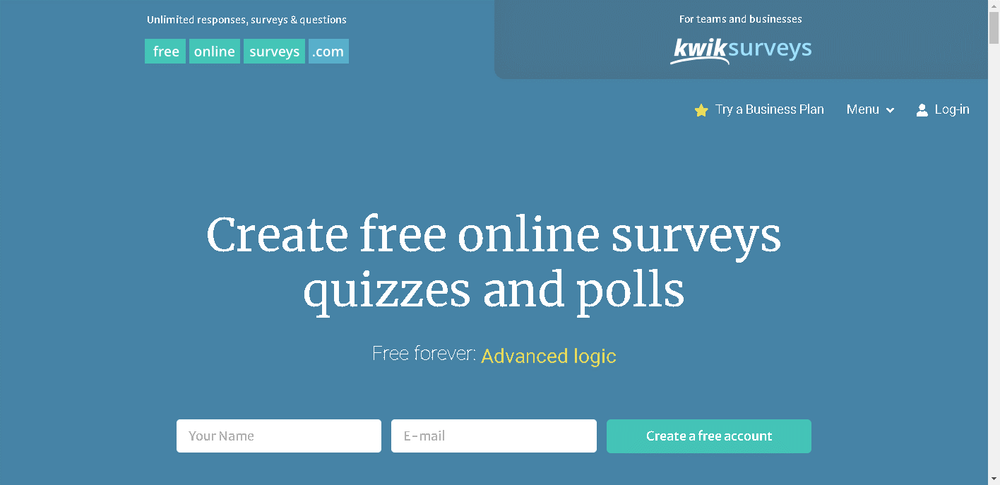 Unlimited responses, surveys & questions
free online surveys .com
For teams and businesses
kwiksurveys
Try a Business Plan
Menu
Log-in
Create free online surveys
quizzes and polls
Free forever: Advanced logic
Your Name
E-mail
Create a free account